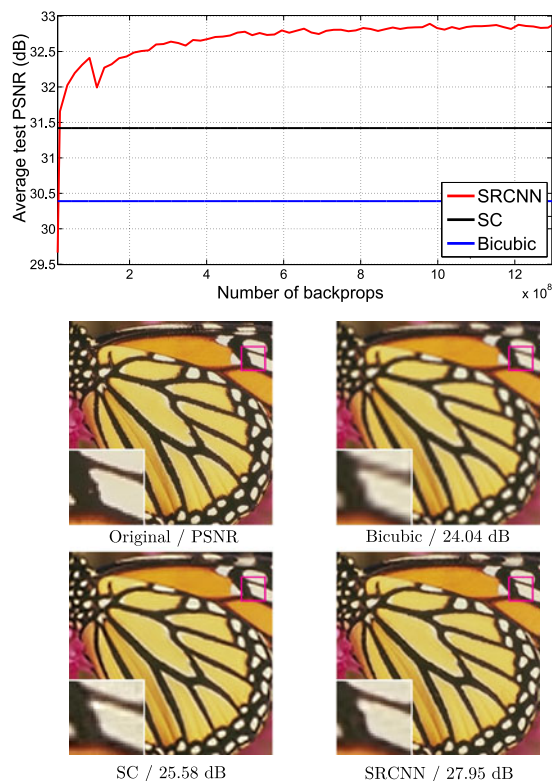 33
32.5
32
31.5
31
30.5
30
29.5
Average test PSNR (dB)
SRCNN
SC
Bicubic
2 4 6 8 10 12
Number of backprops
x 10^8
Original / PSNR
Bicubic / 24.04 dB
SC / 25.58 dB
SRCNN / 27.95 dB